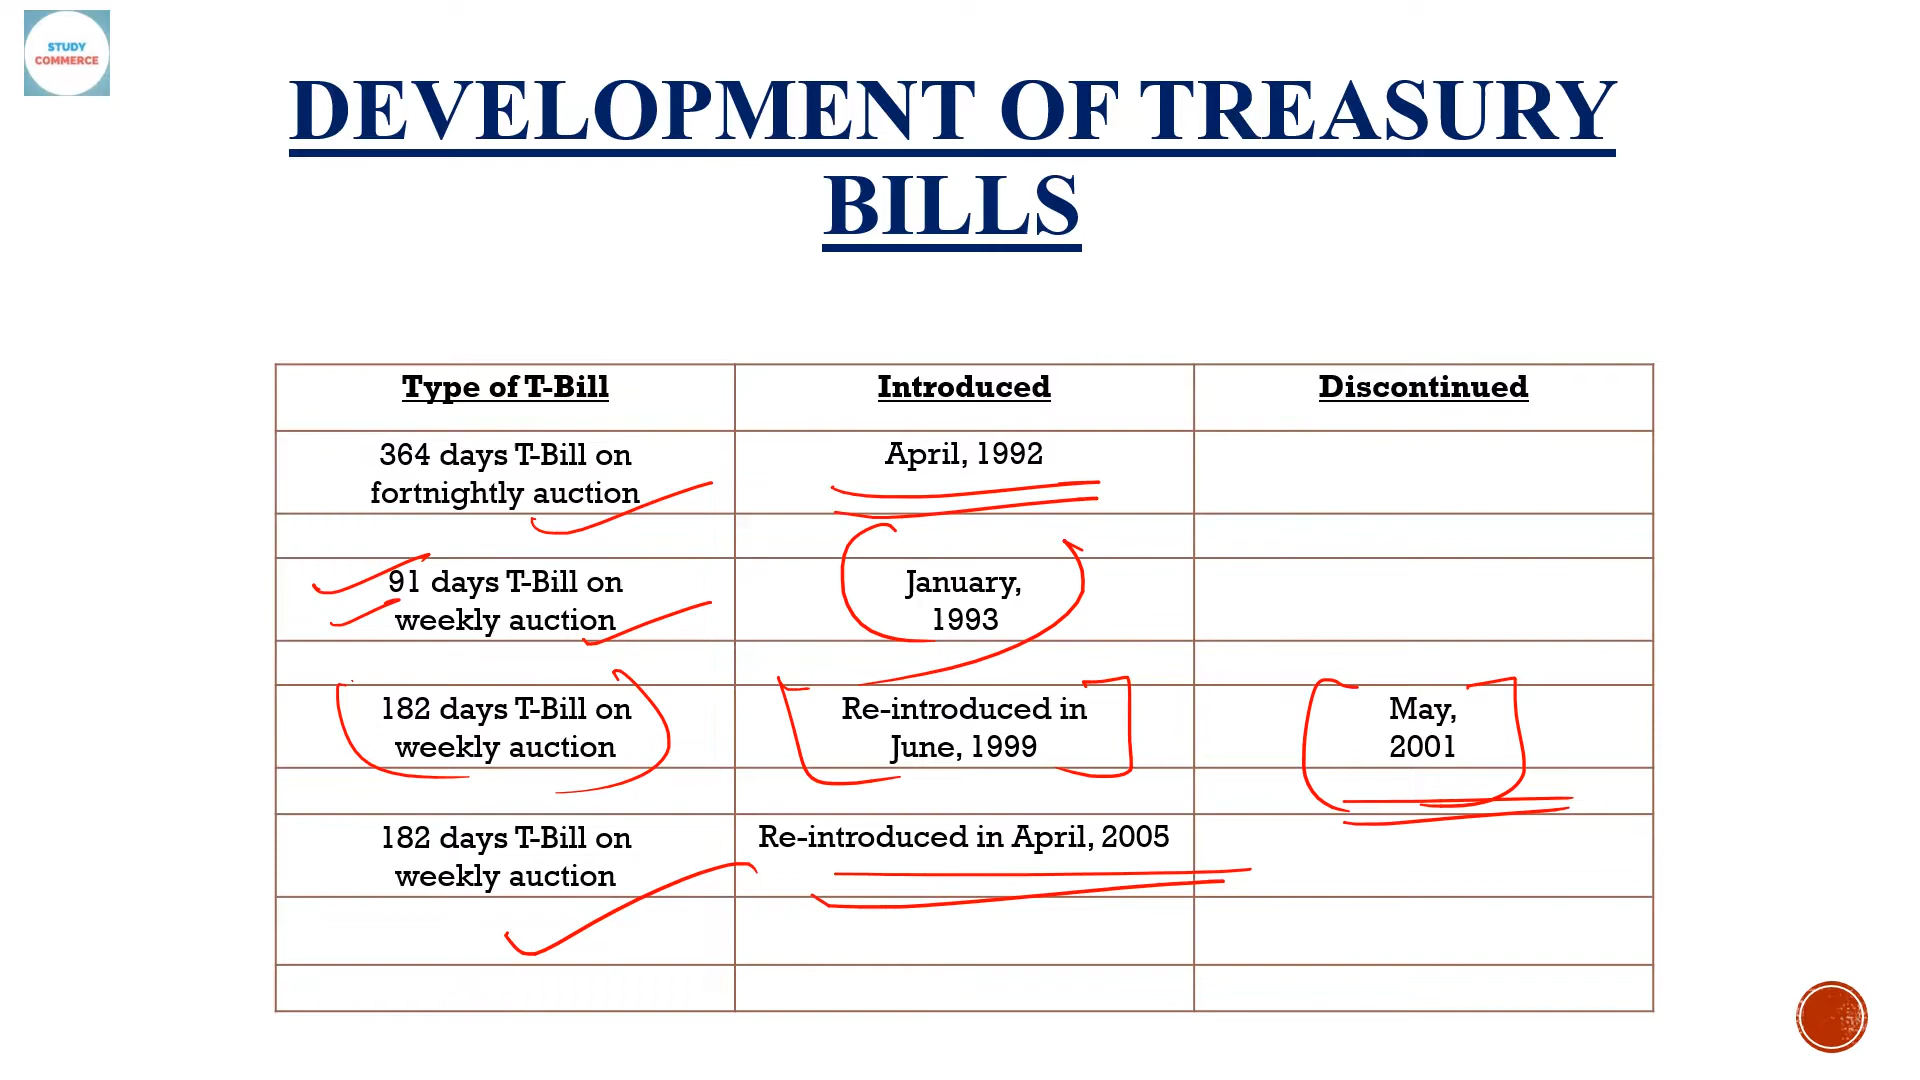 STUDY
COMMERCE
DEVELOPMENT OF TREASURY
BILLS
Type of T-Bill
Introduced
Discontinued
364 days T-Bill on
fortnightly auction
April, 1992
91 days T-Bill on
weekly auction
January,
1993
182 days T-Bill on
weekly auction
Re-introduced in
June, 1999
May,
2001
182 days T-Bill on
weekly auction
Re-introduced in April, 2005